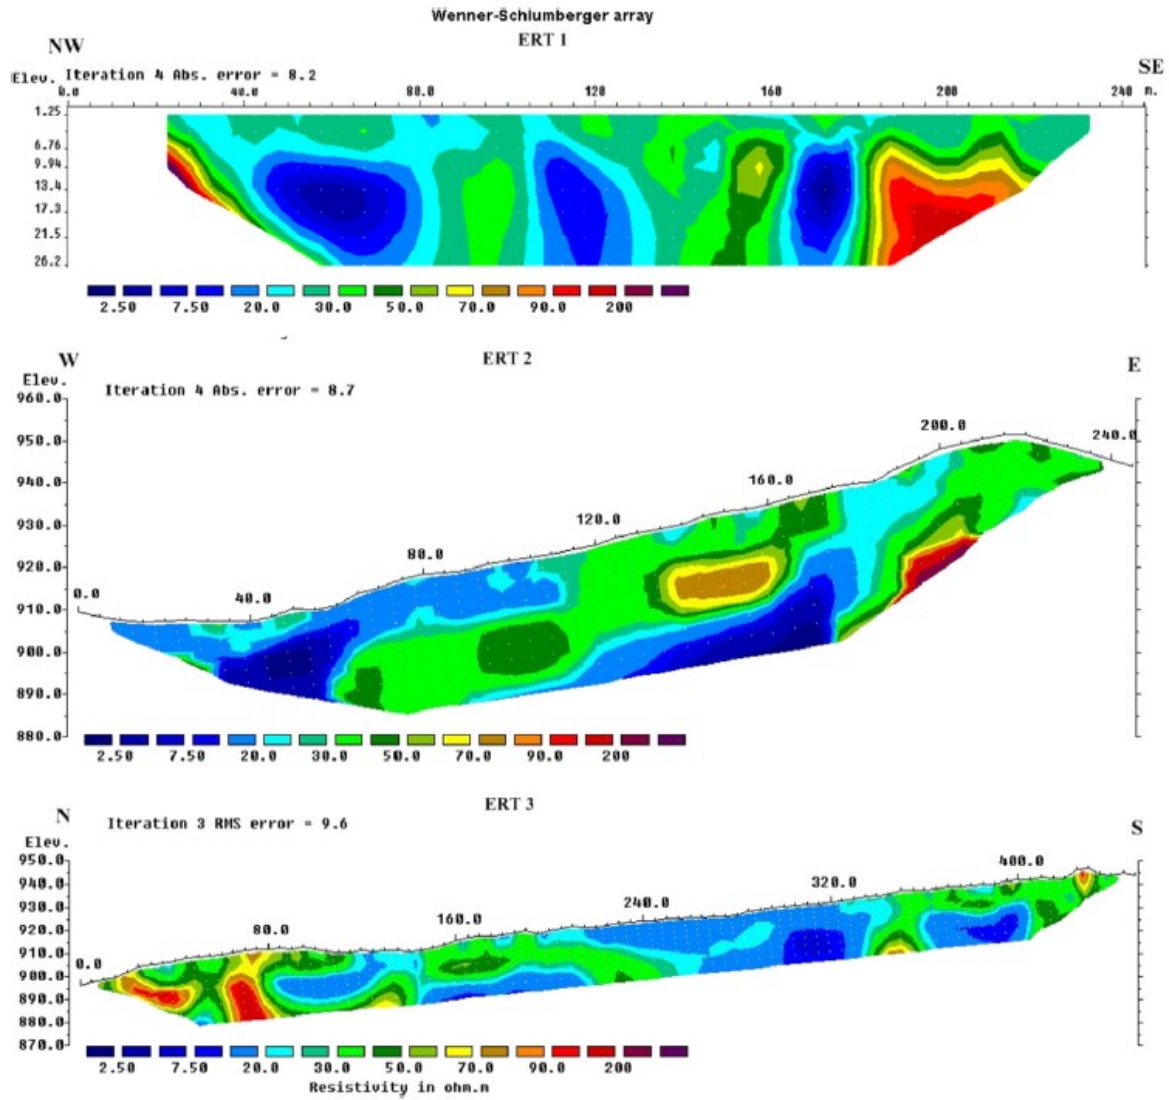 Wenner-Schlumberger array
ERT 1
NW
SE
Elev. Iteration 4 Abs. error = 8.2
0.0 40.0 80.0 120 160 200 240 m.
1.25
6.76
9.94
13.4
17.3
21.5
26.2
2.50 7.50 20.0 30.0 50.0 70.0 90.0 200
W
ERT 2
E
Elev.
Iteration 4 Abs. error = 8.7
960.0
950.0
940.0
930.0
920.0
910.0
900.0
890.0
880.0
0.0 40.0 80.0 120.0 160.0 200.0 240.0
2.50 7.50 20.0 30.0 50.0 70.0 90.0 200
N
ERT 3
S
Iteration 3 RMS error = 9.6
Elev.
950.0
940.0
930.0
920.0
910.0
900.0
890.0
880.0
870.0
0.0 80.0 160.0 240.0 320.0 400.0
2.50 7.50 20.0 30.0 50.0 70.0 90.0 200
Resistivity in ohm.m